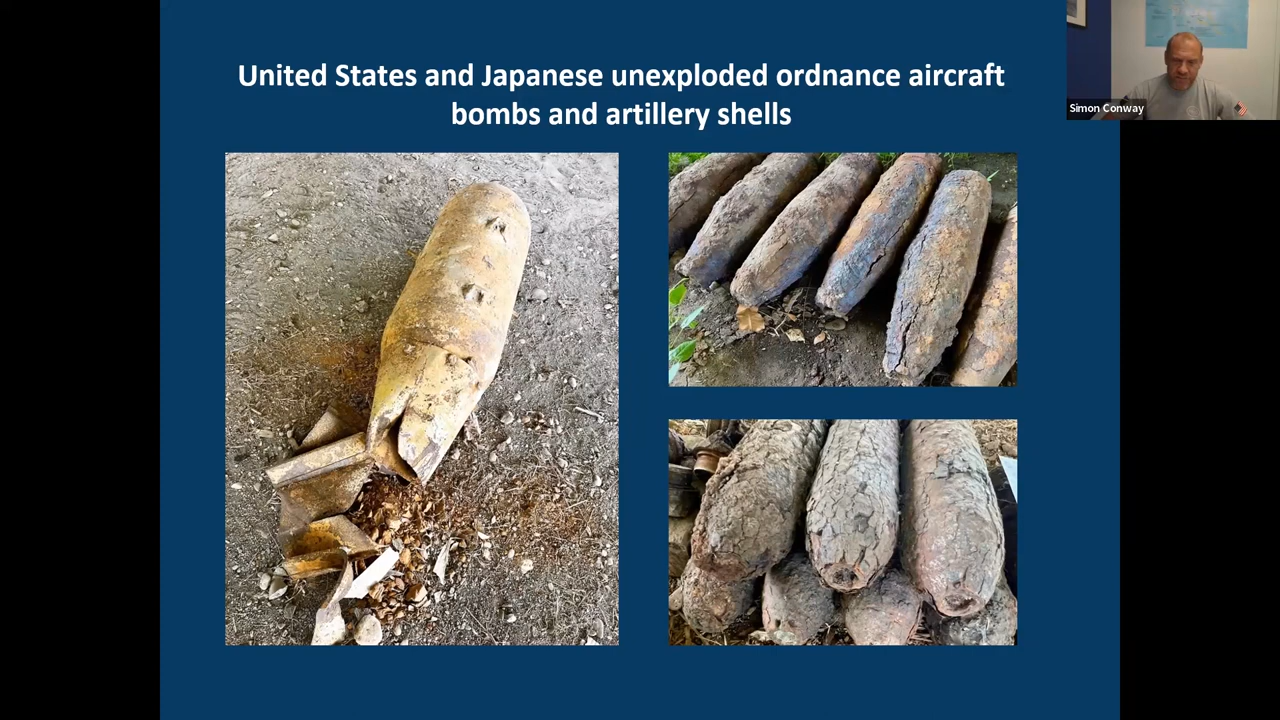 United States and Japanese unexploded ordnance aircraft
bombs and artillery shells
Simon Conway